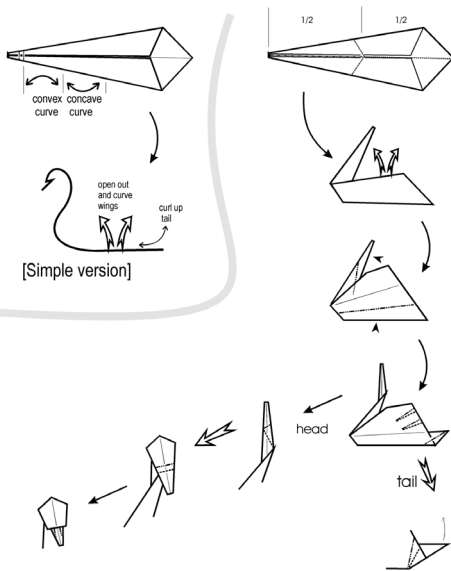 1/2 1/2
convex concave
curve curve
open out
and curve
wings
curl up
tail
[Simple version]
head
tail